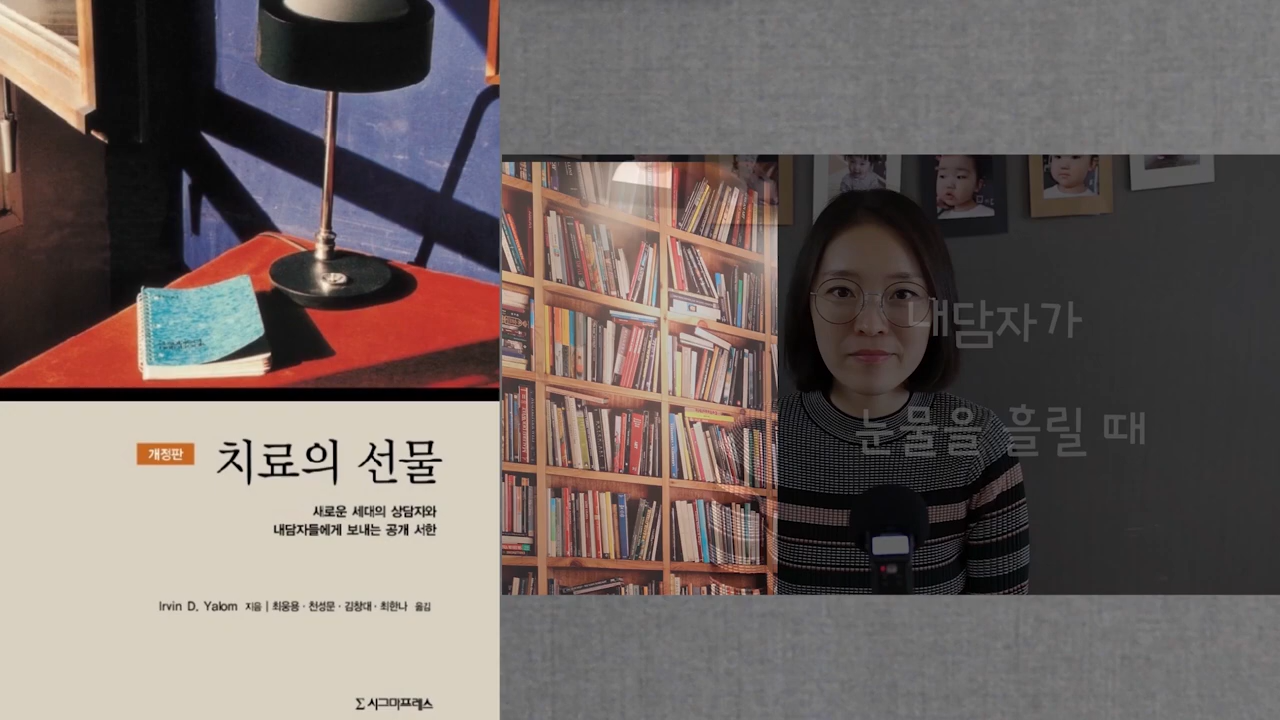 개정판 치료의 선물
새로운 세대의 상담자와
내담자들에게 보내는 공개 서한
Irvin D. Yalom 지음 | 최웅용 · 천성문 · 김창대 · 최한나 옮김
Σ 시그마프레스
내담자가
눈물을 흘릴 때